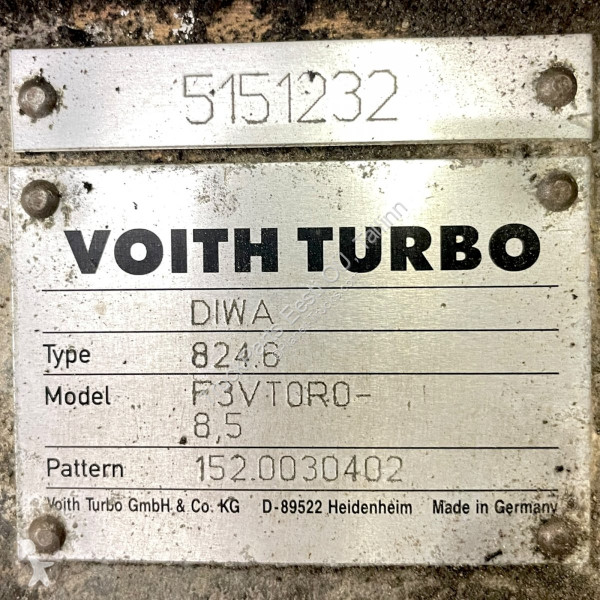 5151232
VOITH TURBO
DIWA
Type 824.6
Model F3VTORO-
8,5
Pattern 152.0030402
Voith Turbo GmbH & Co. KG D-89522 Heidenheim Made in Germany